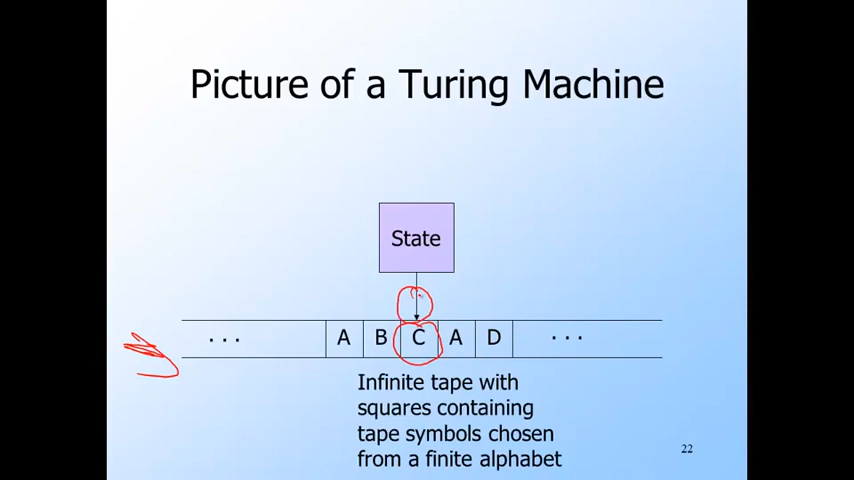 Picture of a Turing Machine
State
. . . A B C A D . . .
Infinite tape with
squares containing
tape symbols chosen
from a finite alphabet
22